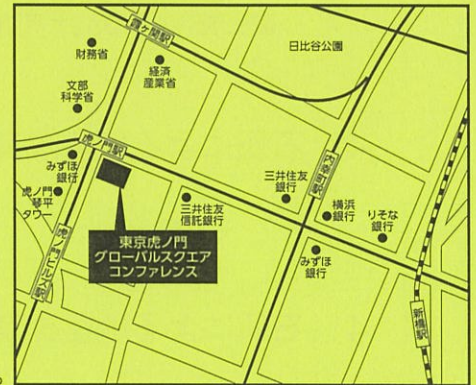 霞ヶ関駅
日比谷公園
財務省
経済
産業省
文部
科学省
虎ノ門駅
みずほ
銀行
虎ノ門
琴平
タワー
三井住友
信託銀行
三井住友
銀行
内幸町駅
横浜
銀行
りそな
銀行
みずほ
銀行
東京虎ノ門
グローバルスクエア
コンファレンス
虎ノ門ヒルズ駅
新橋駅